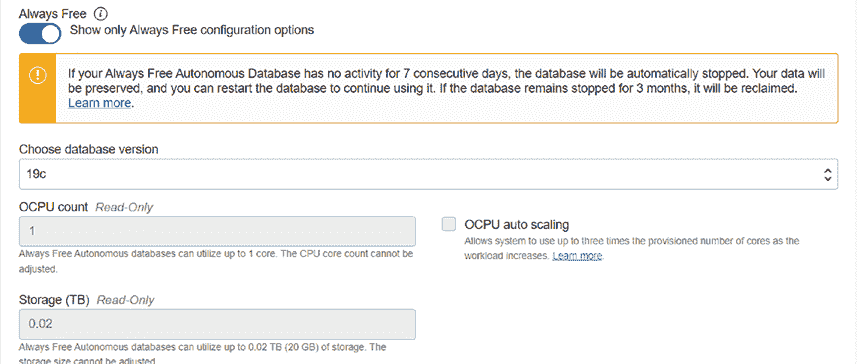 Always Free
Show only Always Free configuration options
If your Always Free Autonomous Database has no activity for 7 consecutive days, the database will be automatically stopped. Your data will
be preserved, and you can restart the database to continue using it. If the database remains stopped for 3 months, it will be reclaimed.
Learn more.
Choose database version
19c
OCPU count Read-Only
1
Always Free Autonomous databases can utilize up to 1 core. The CPU core count cannot be
adjusted.
OCPU auto scaling
Allows system to use up to three times the provisioned number of cores as the
workload increases. Learn more.
Storage (TB) Read-Only
0.02
Always Free Autonomous databases can utilize up to 0.02 TB (20 GB) of storage. The
storage size cannot be adjusted.